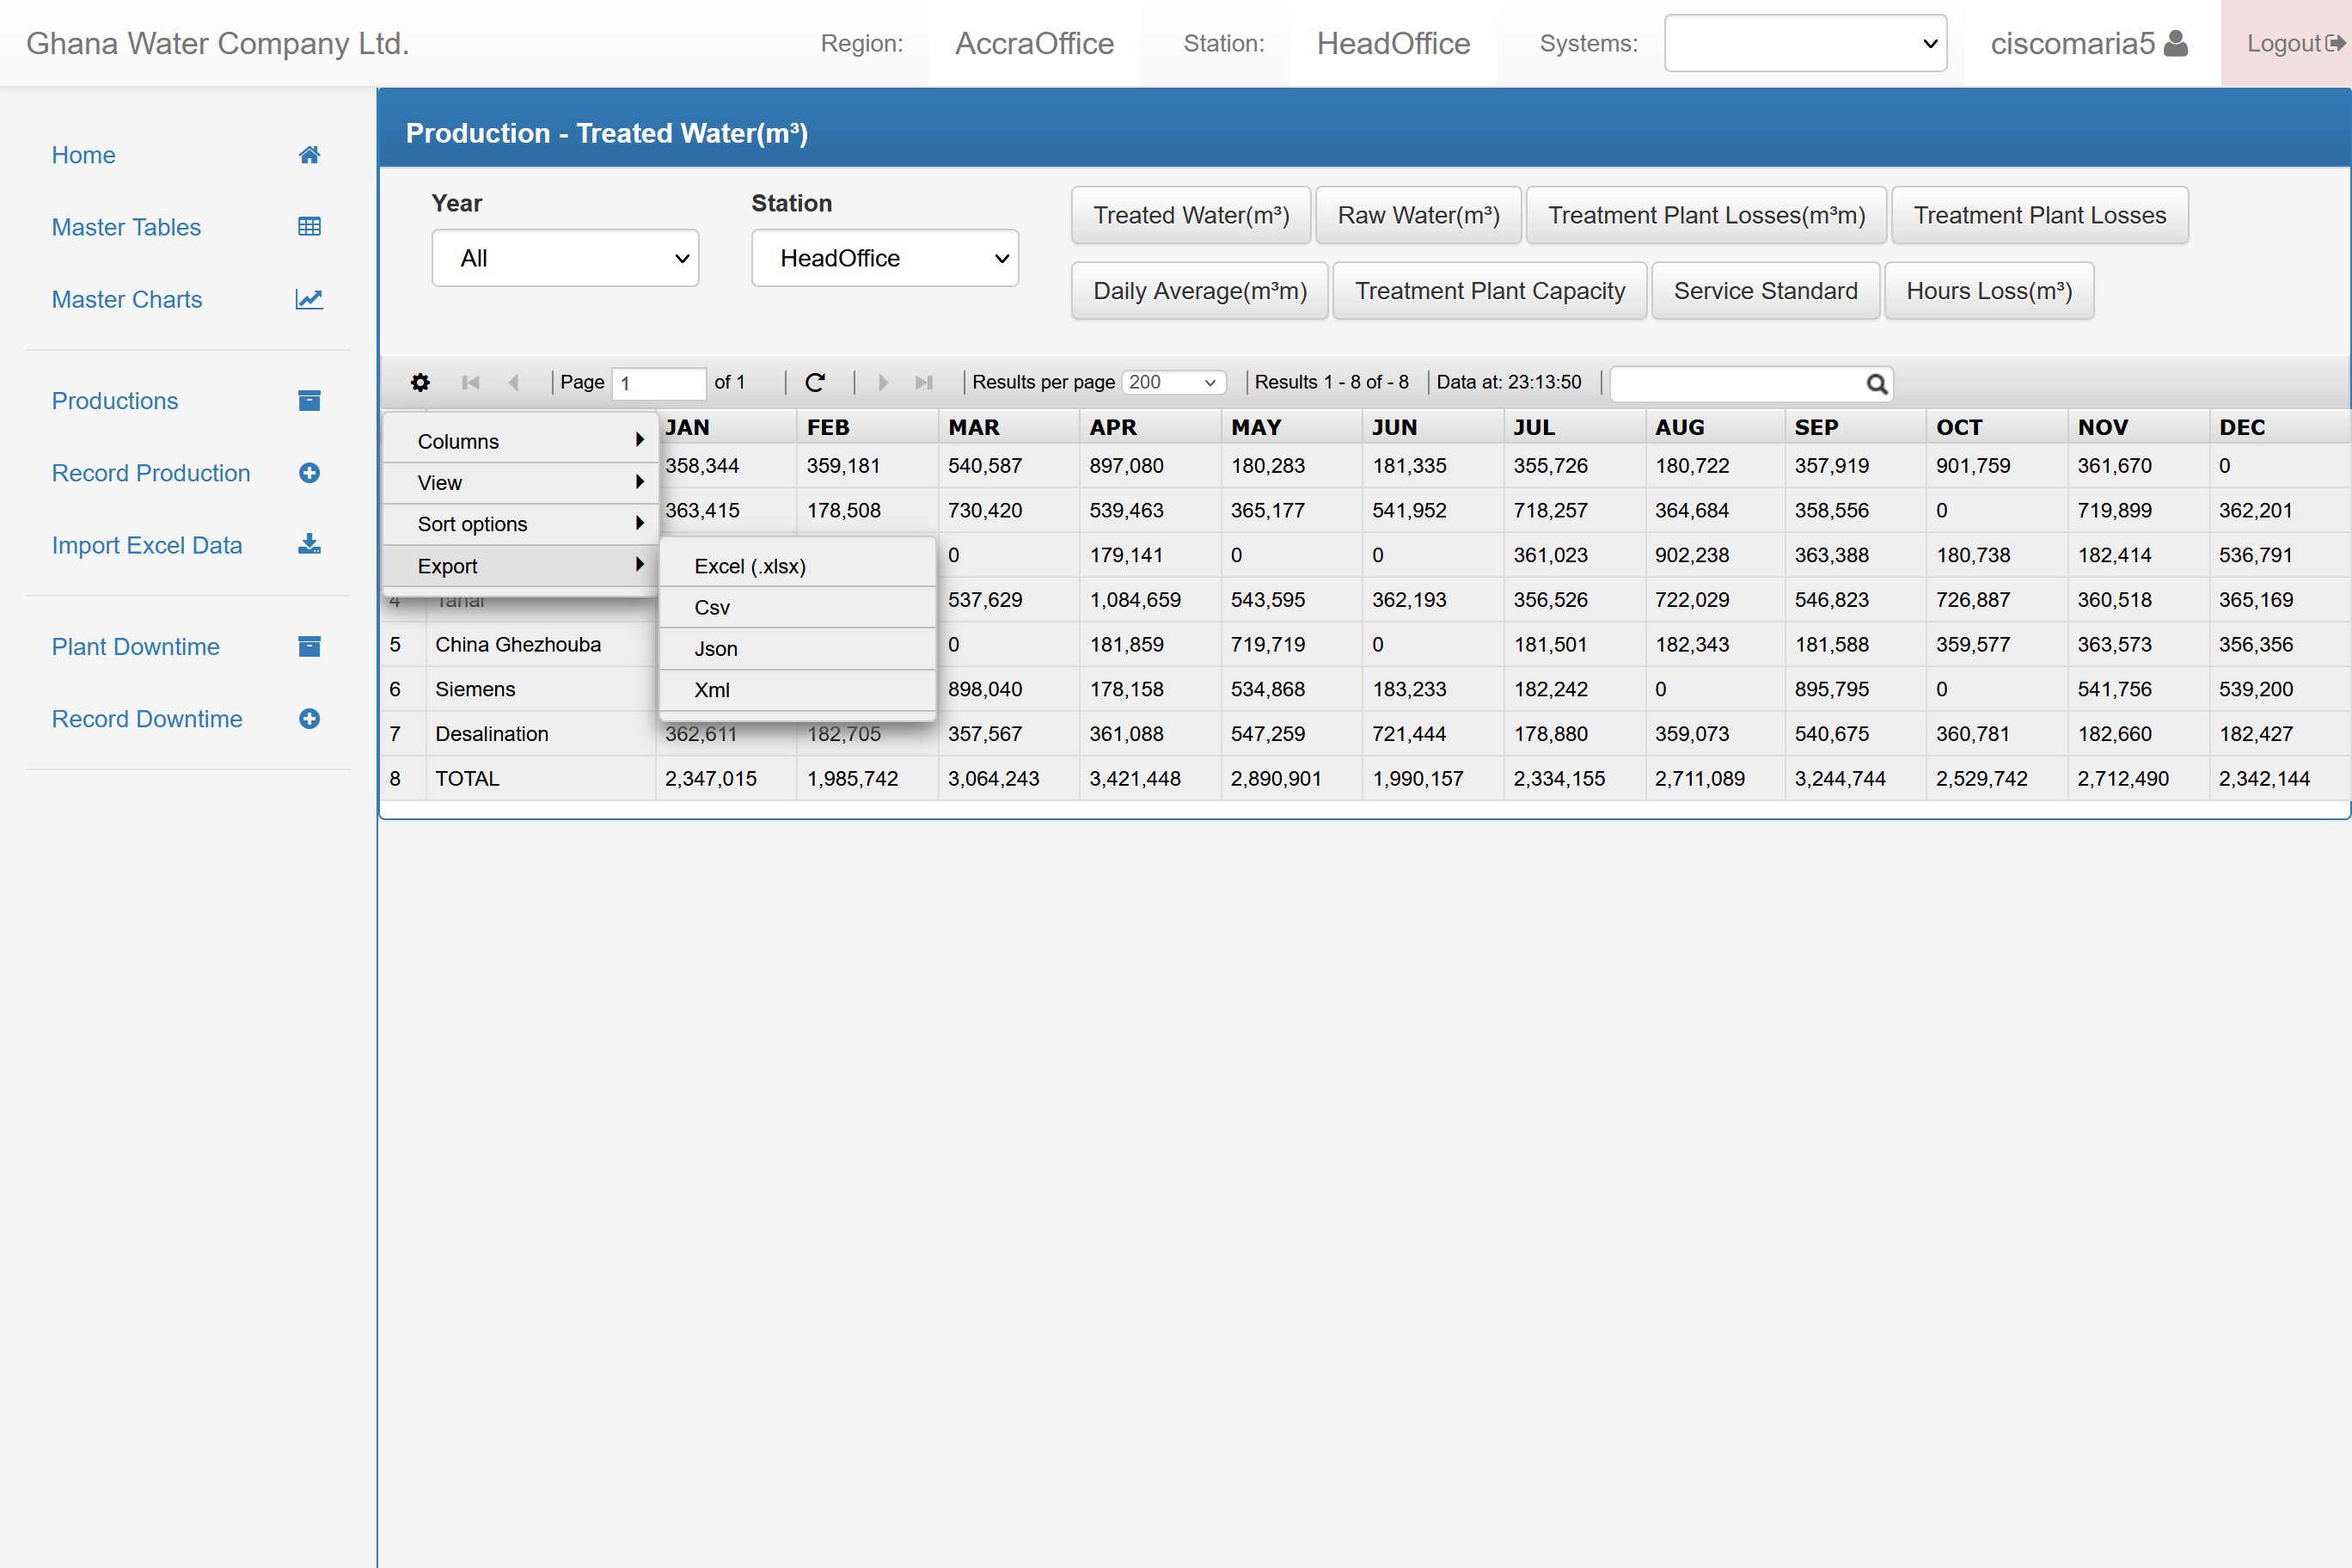 Ghana Water Company Ltd. Region: AccraOffice Station: HeadOffice Systems: ciscomaria5 Logout
Home
Master Tables
Master Charts
Productions
Record Production
Import Excel Data
Plant Downtime
Record Downtime
Production - Treated Water(m³)
Year Station
All HeadOffice
Treated Water(m³) Raw Water(m³) Treatment Plant Losses(m³m) Treatment Plant Losses
Daily Average(m³m) Treatment Plant Capacity Service Standard Hours Loss(m³)
Page 1 of 1 Results per page 200 Results 1 - 8 of - 8 Data at: 23:13:50
Columns
View
Sort options
Export
Excel (.xlsx)
Csv
Json
Xml
JAN FEB MAR APR MAY JUN JUL AUG SEP OCT NOV DEC
358,344 359,181 540,587 897,080 180,283 181,335 355,726 180,722 357,919 901,759 361,670 0
363,415 178,508 730,420 539,463 365,177 541,952 718,257 364,684 358,556 0 719,899 362,201
0 179,141 0 0 361,023 902,238 363,388 180,738 182,414 536,791
4 537,629 1,084,659 543,595 362,193 356,526 722,029 546,823 726,887 360,518 365,169
5 China Ghezhouba 0 181,859 719,719 0 181,501 182,343 181,588 359,577 363,573 356,356
6 Siemens 898,040 178,158 534,868 183,233 182,242 0 895,795 0 541,756 539,200
7 Desalination 362,611 182,705 357,567 361,088 547,259 721,444 178,880 359,073 540,675 360,781 182,660 182,427
8 TOTAL 2,347,015 1,985,742 3,064,243 3,421,448 2,890,901 1,990,157 2,334,155 2,711,089 3,244,744 2,529,742 2,712,490 2,342,144